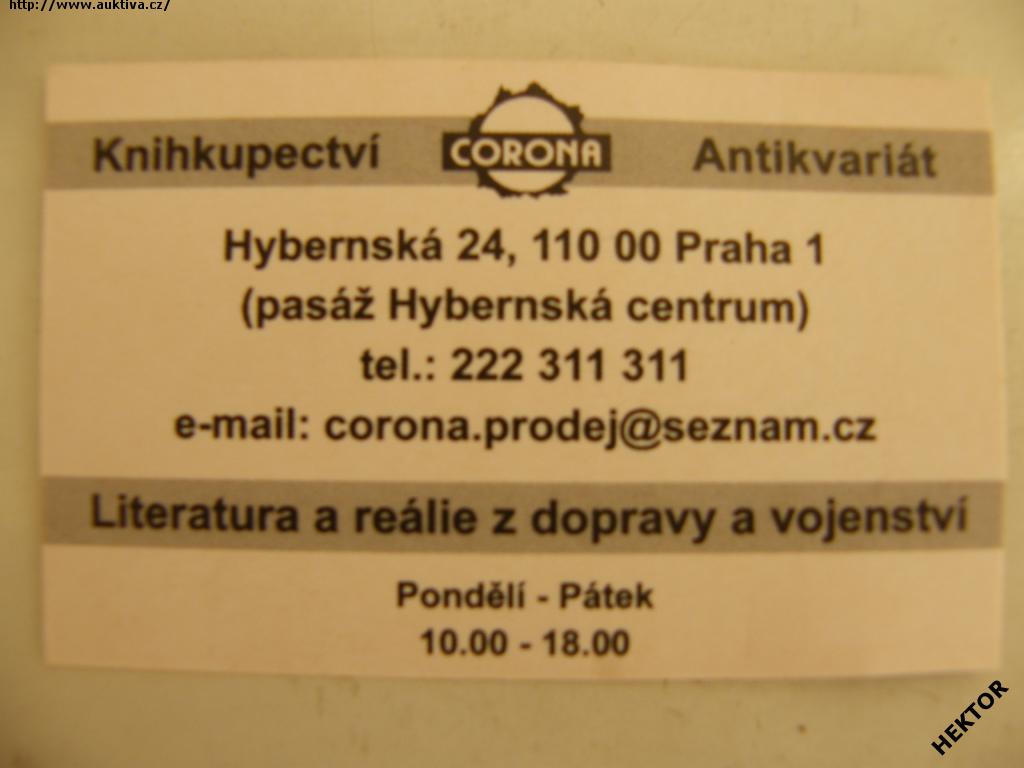 http://www.auktiva.cz/
Knihkupectví CORONA Antikvariát
Hybernská 24, 110 00 Praha 1
(pasáž Hybernská centrum)
tel.: 222 311 311
e-mail: corona.prodej@seznam.cz
Literatura a reálie z dopravy a vojenství
Pondělí - Pátek
10.00 - 18.00
HEKTOR